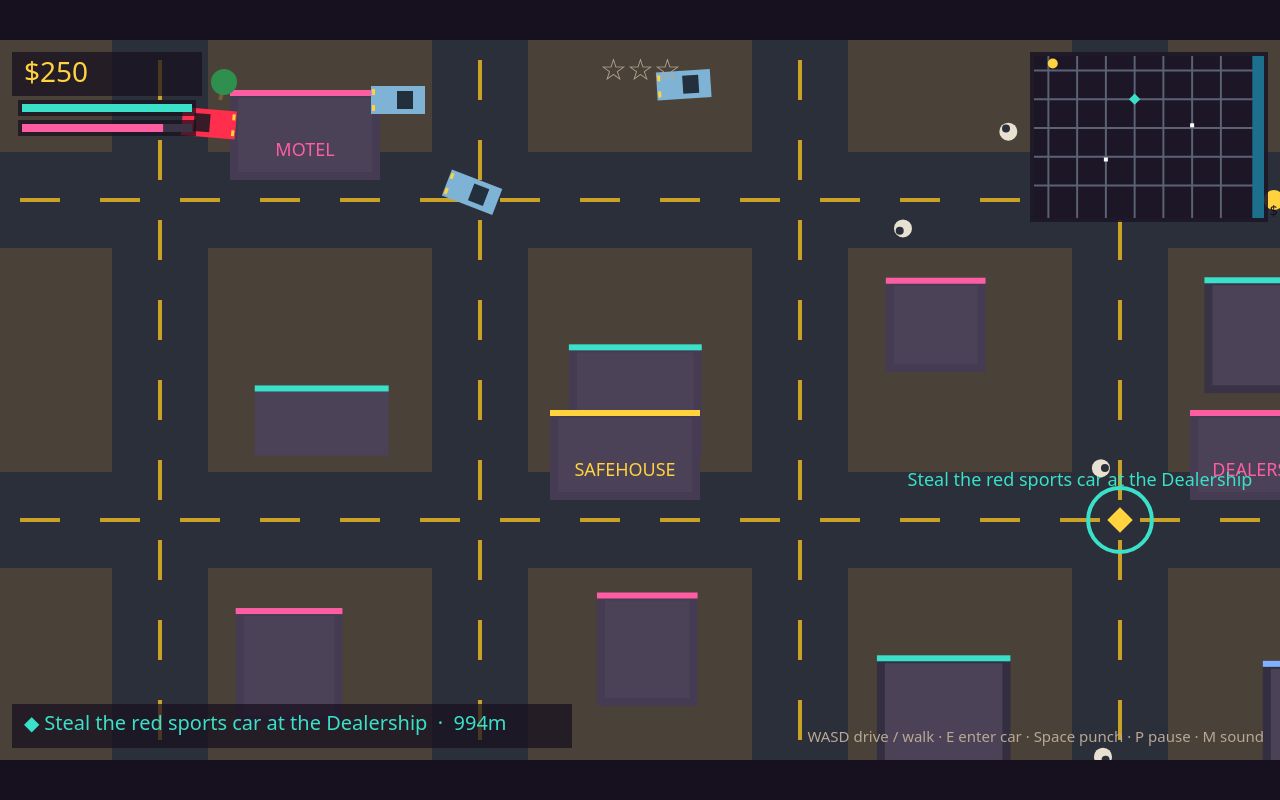 $250
☆☆☆
MOTEL
$
SAFEHOUSE
DEALERS
Steal the red sports car at the Dealership
◆ Steal the red sports car at the Dealership · 994m
WASD drive / walk · E enter car · Space punch · P pause · M sound